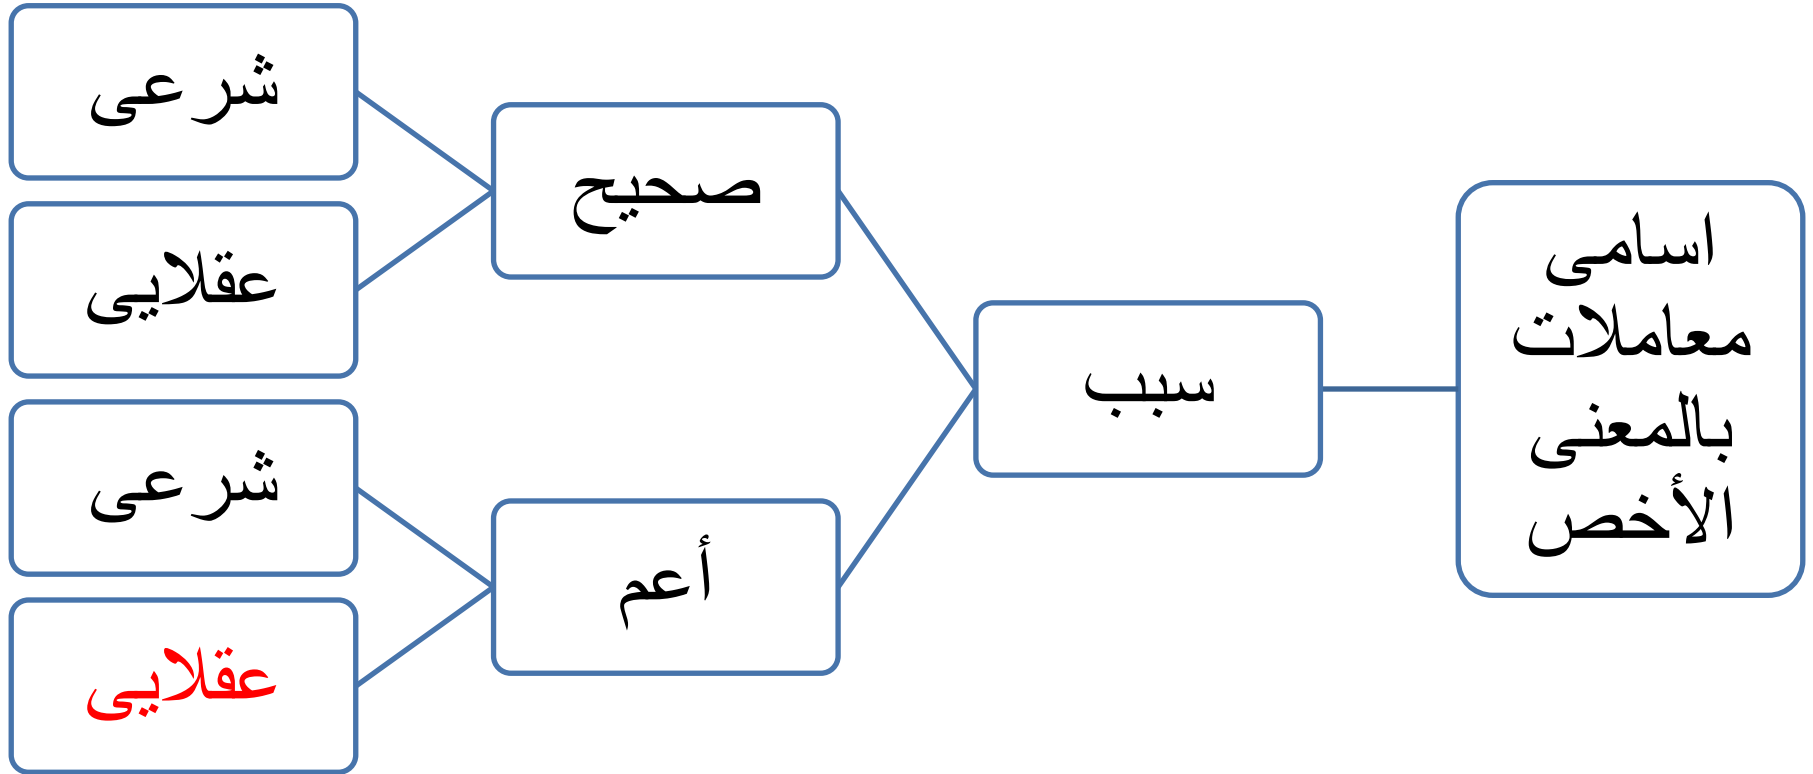 اسامی
معاملات
بالمعنی
الأخص
سبب
صحیح
شرعی
عقلایی
أعم
شرعی
عقلایی